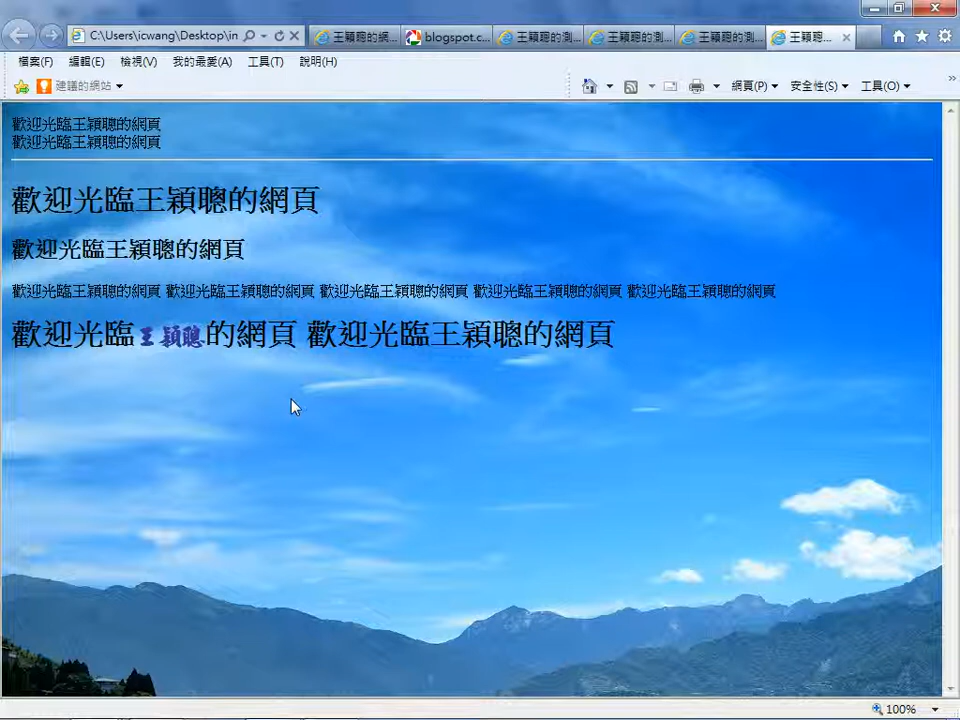 C:\Users\icwang\Desktop\in
王穎聰的網...
blogspot.c...
王穎聰的測...
王穎聰的測...
王穎聰的測...
王穎聰...
檔案(F) 編輯(E) 檢視(V) 我的最愛(A) 工具(T) 說明(H)
建議的網站 網頁(P) 安全性(S) 工具(O) »
歡迎光臨王穎聰的網頁
歡迎光臨王穎聰的網頁
歡迎光臨王穎聰的網頁
歡迎光臨王穎聰的網頁
歡迎光臨王穎聰的網頁 歡迎光臨王穎聰的網頁 歡迎光臨王穎聰的網頁 歡迎光臨王穎聰的網頁 歡迎光臨王穎聰的網頁
歡迎光臨王穎聰的網頁 歡迎光臨王穎聰的網頁
100%